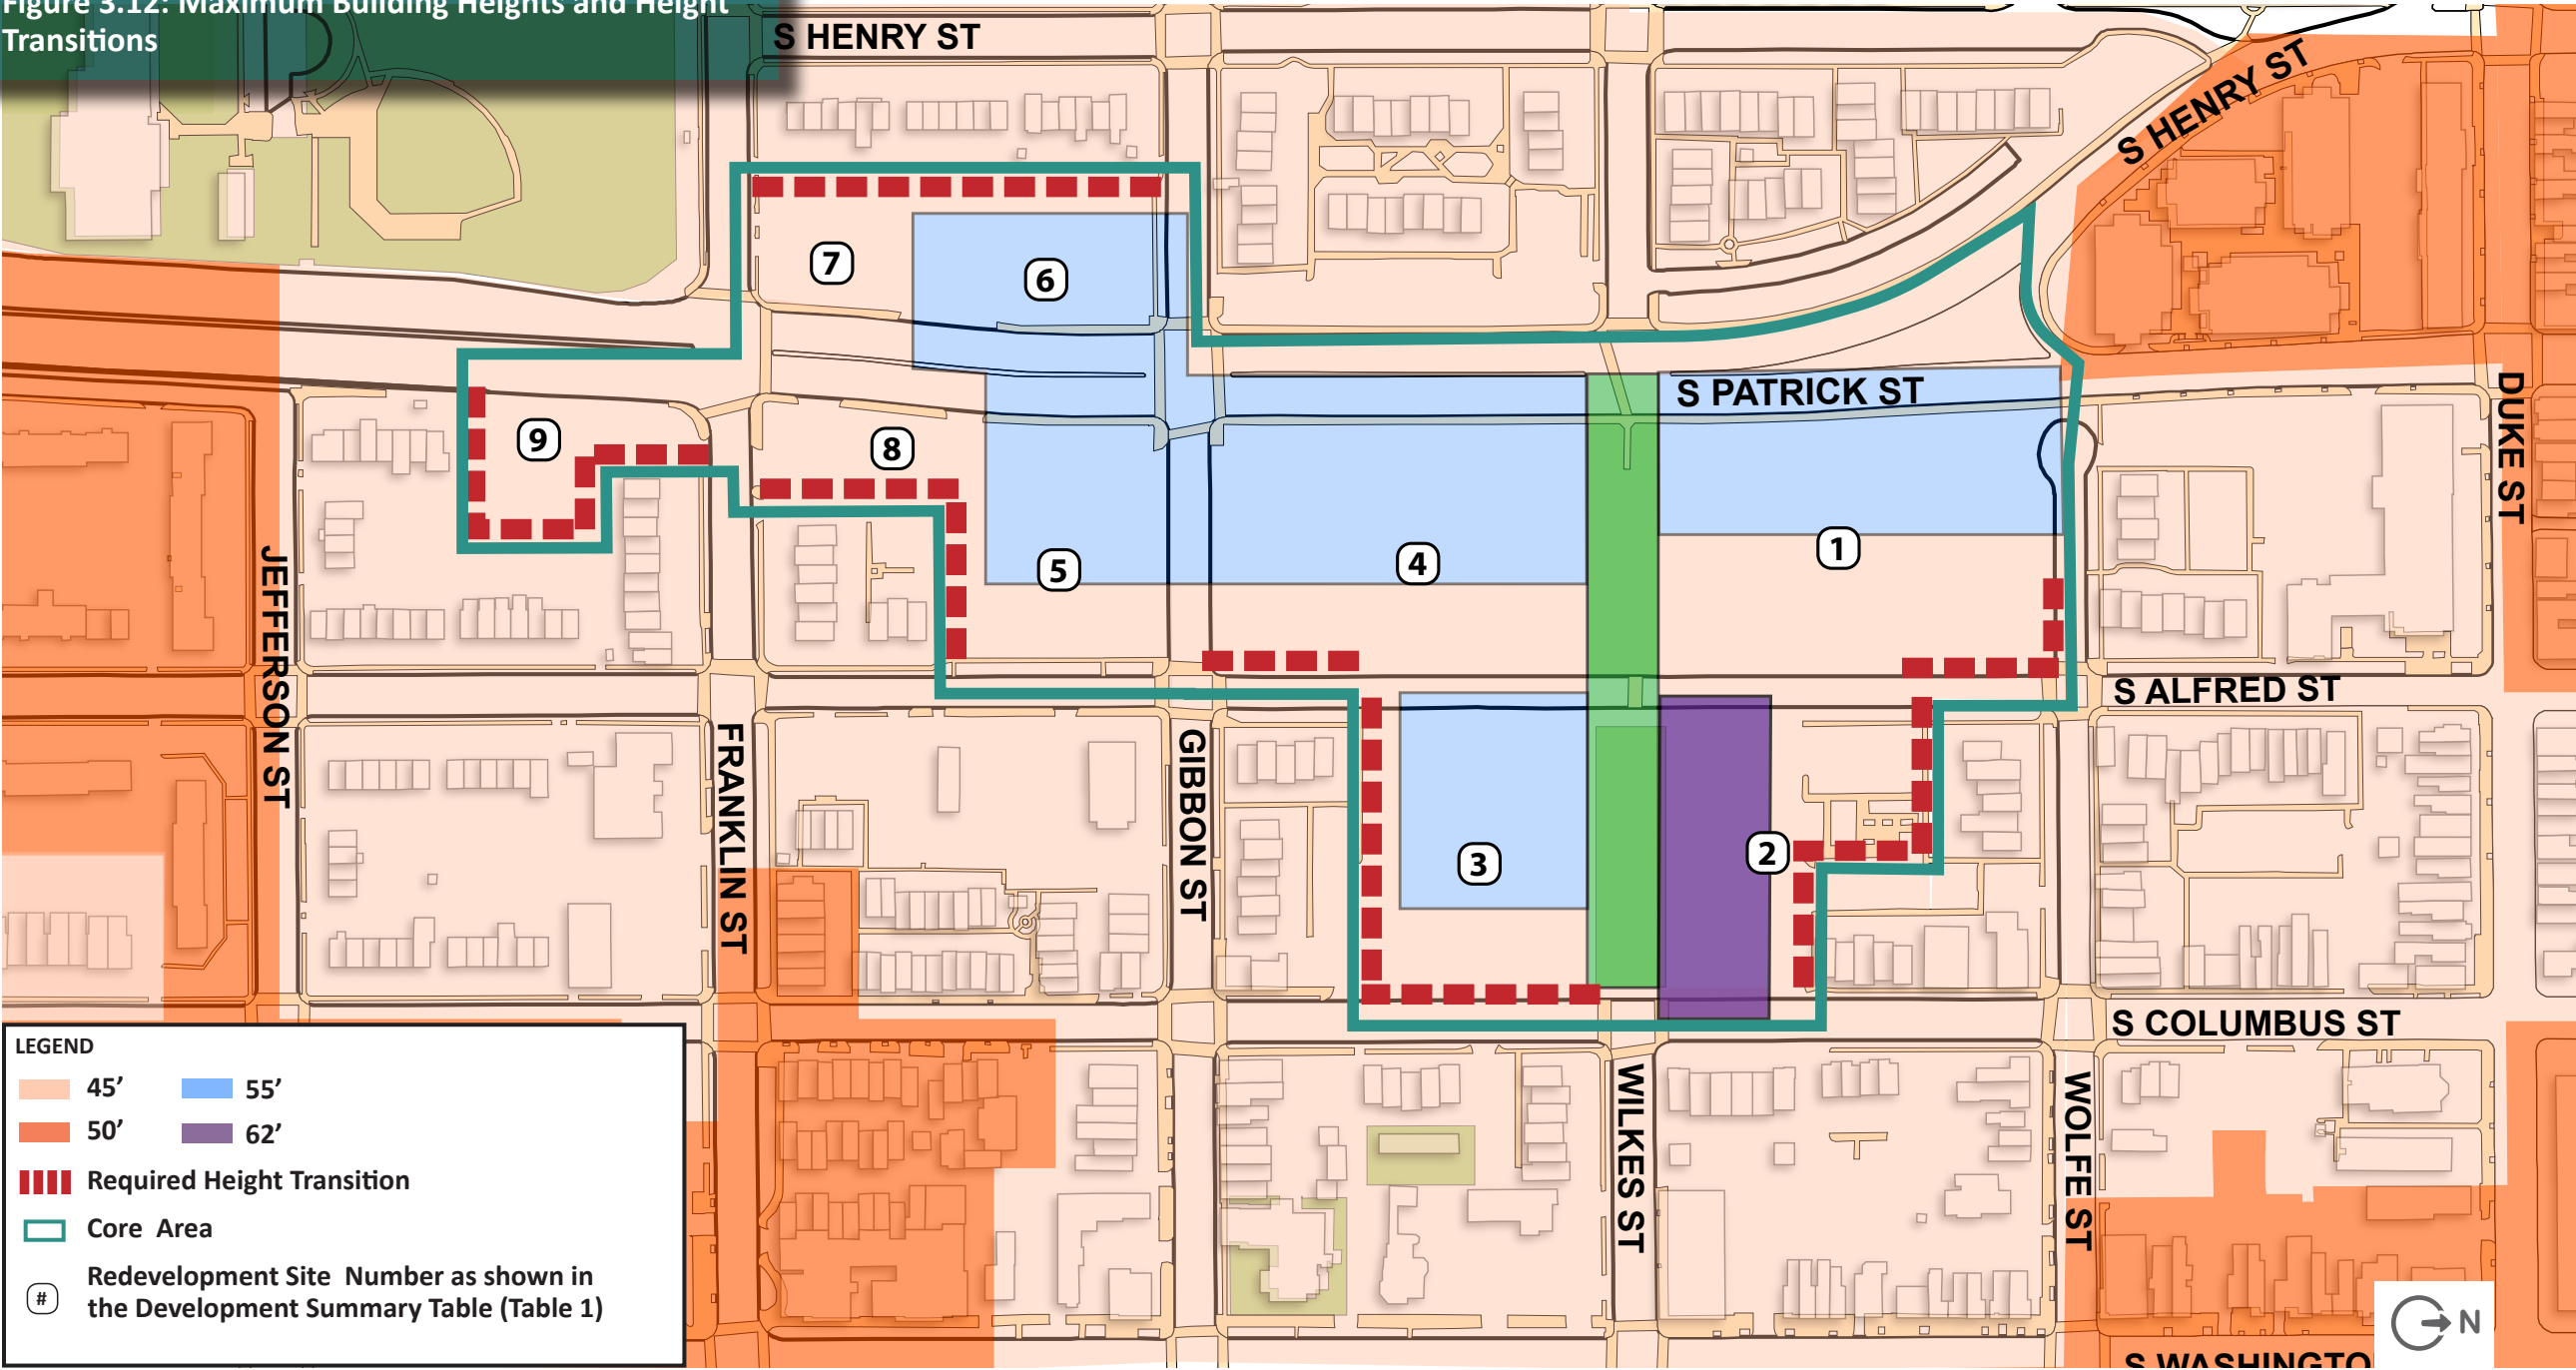 Figure 3.12: Maximum Building Heights and Height
Transitions
S HENRY ST
S HENRY ST
7
6
S PATRICK ST
DUKE ST
9
8
5
4
1
JEFFERSON ST
S ALFRED ST
FRANKLIN ST
GIBBON ST
3
2
S COLUMBUS ST
WILKES ST
WOLFE ST
LEGEND
45’
55’
50’
62’
Required Height Transition
Core Area
#
Redevelopment Site Number as shown in
the Development Summary Table (Table 1)
N
S WASHINGTO